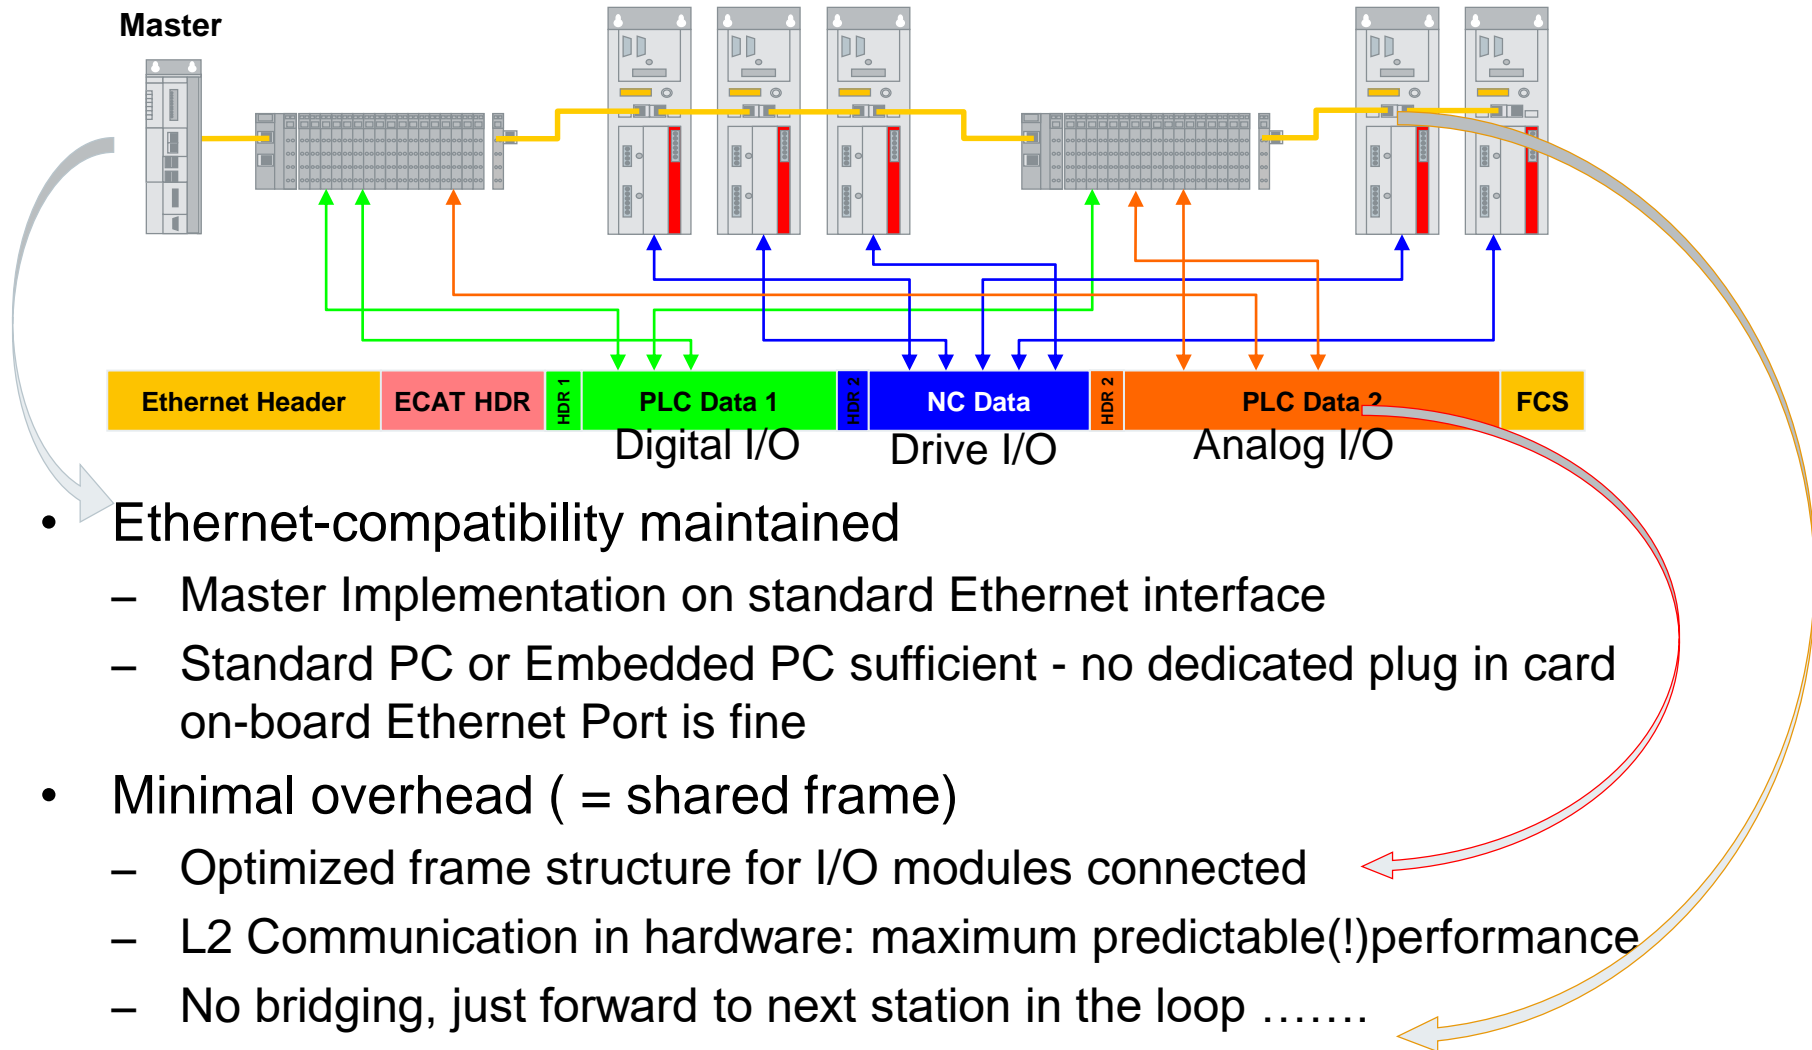 Master
Ethernet Header ECAT HDR HDR 1 PLC Data 1 HDR 2 NC Data HDR 2 PLC Data 2 FCS
Digital I/O Drive I/O Analog I/O
• Ethernet-compatibility maintained
– Master Implementation on standard Ethernet interface
– Standard PC or Embedded PC sufficient - no dedicated plug in card
on-board Ethernet Port is fine
• Minimal overhead ( = shared frame)
– Optimized frame structure for I/O modules connected
– L2 Communication in hardware: maximum predictable(!)performance
– No bridging, just forward to next station in the loop …….